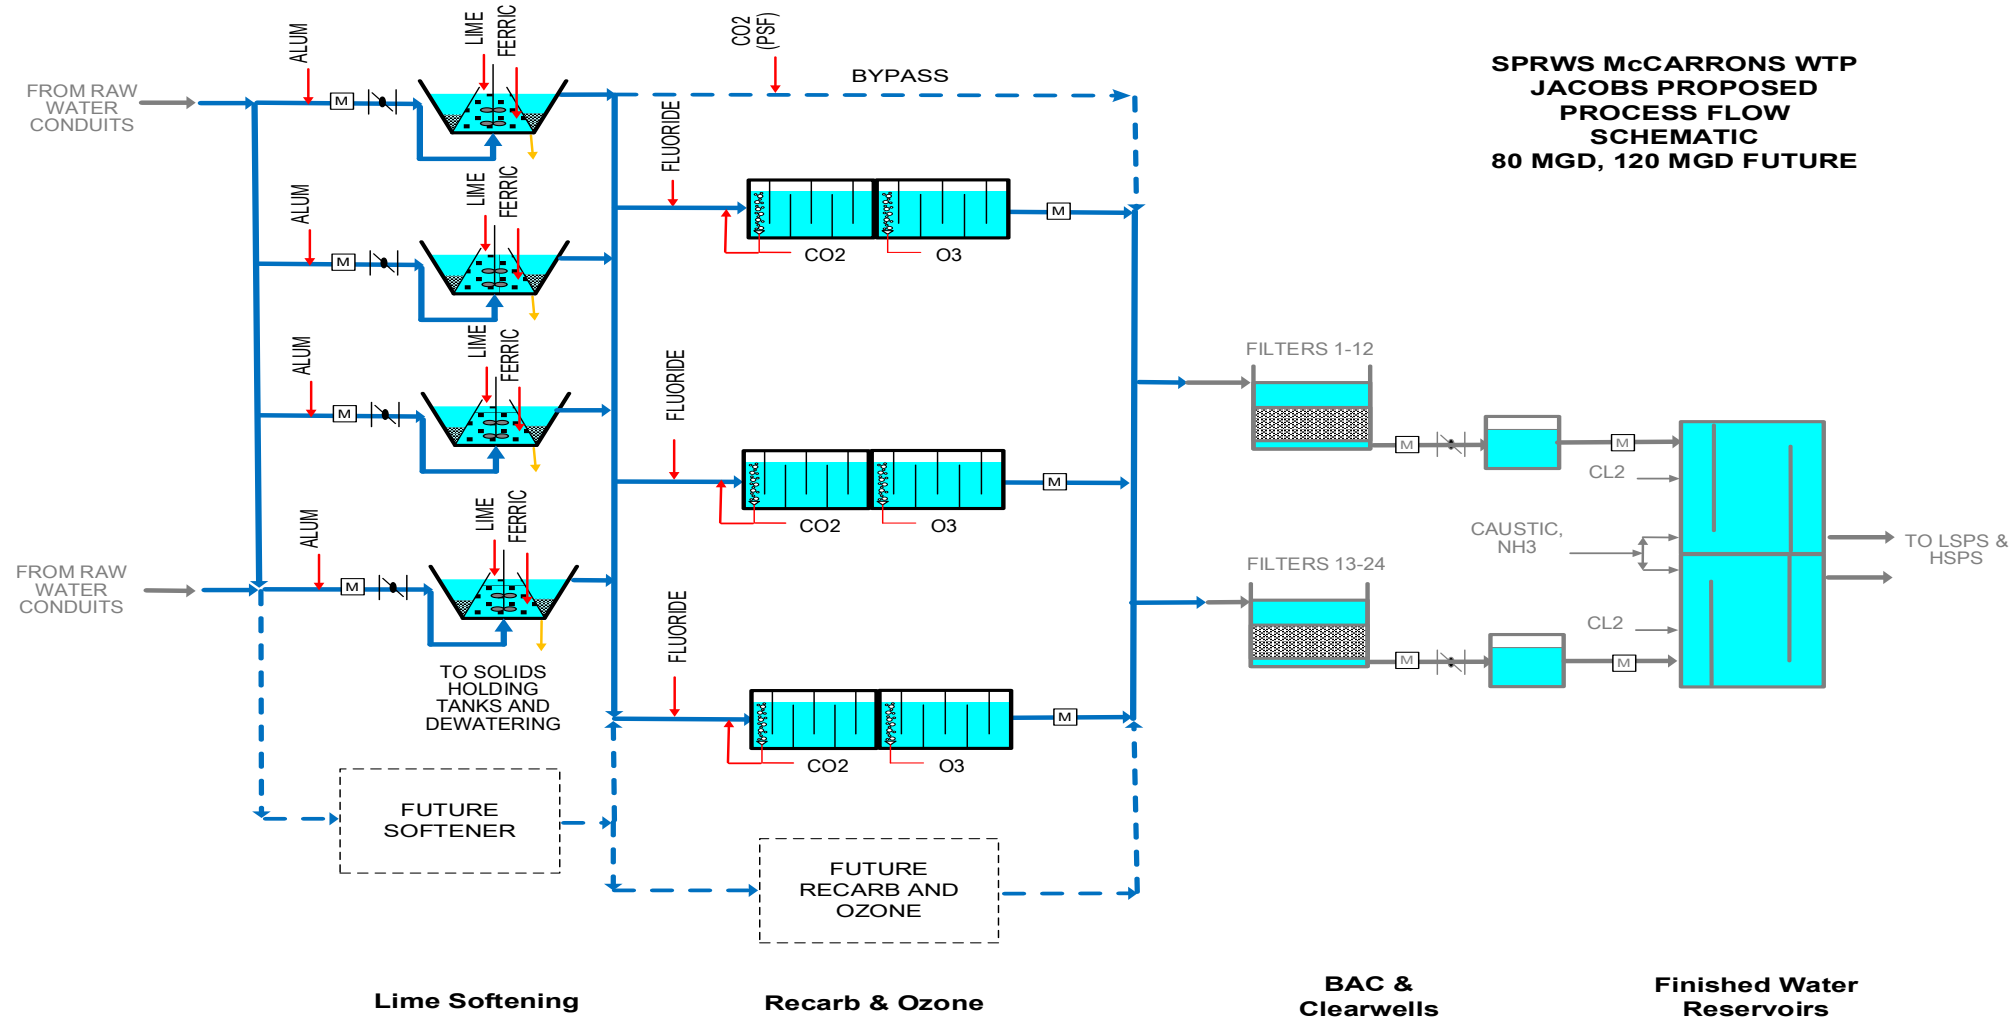 SPRWS McCARRONS WTP
JACOBS PROPOSED
PROCESS FLOW
SCHEMATIC
80 MGD, 120 MGD FUTURE
FROM RAW
WATER
CONDUITS
ALUM
M
LIME
FERRIC
CO2
(PSF)
BYPASS
ALUM
M
LIME
FERRIC
FLUORIDE
CO2
O3
M
ALUM
M
LIME
FERRIC
FLUORIDE
CO2
O3
M
FROM RAW
WATER
CONDUITS
ALUM
M
LIME
FERRIC
TO SOLIDS
HOLDING
TANKS AND
DEWATERING
FLUORIDE
CO2
O3
M
FUTURE
SOFTENER
FUTURE
RECARB AND
OZONE
FILTERS 1-12
M
M
CL2
CAUSTIC,
NH3
TO LSPS &
HSPS
FILTERS 13-24
M
CL2
M
Lime Softening
Recarb & Ozone
BAC &
Clearwells
Finished Water
Reservoirs